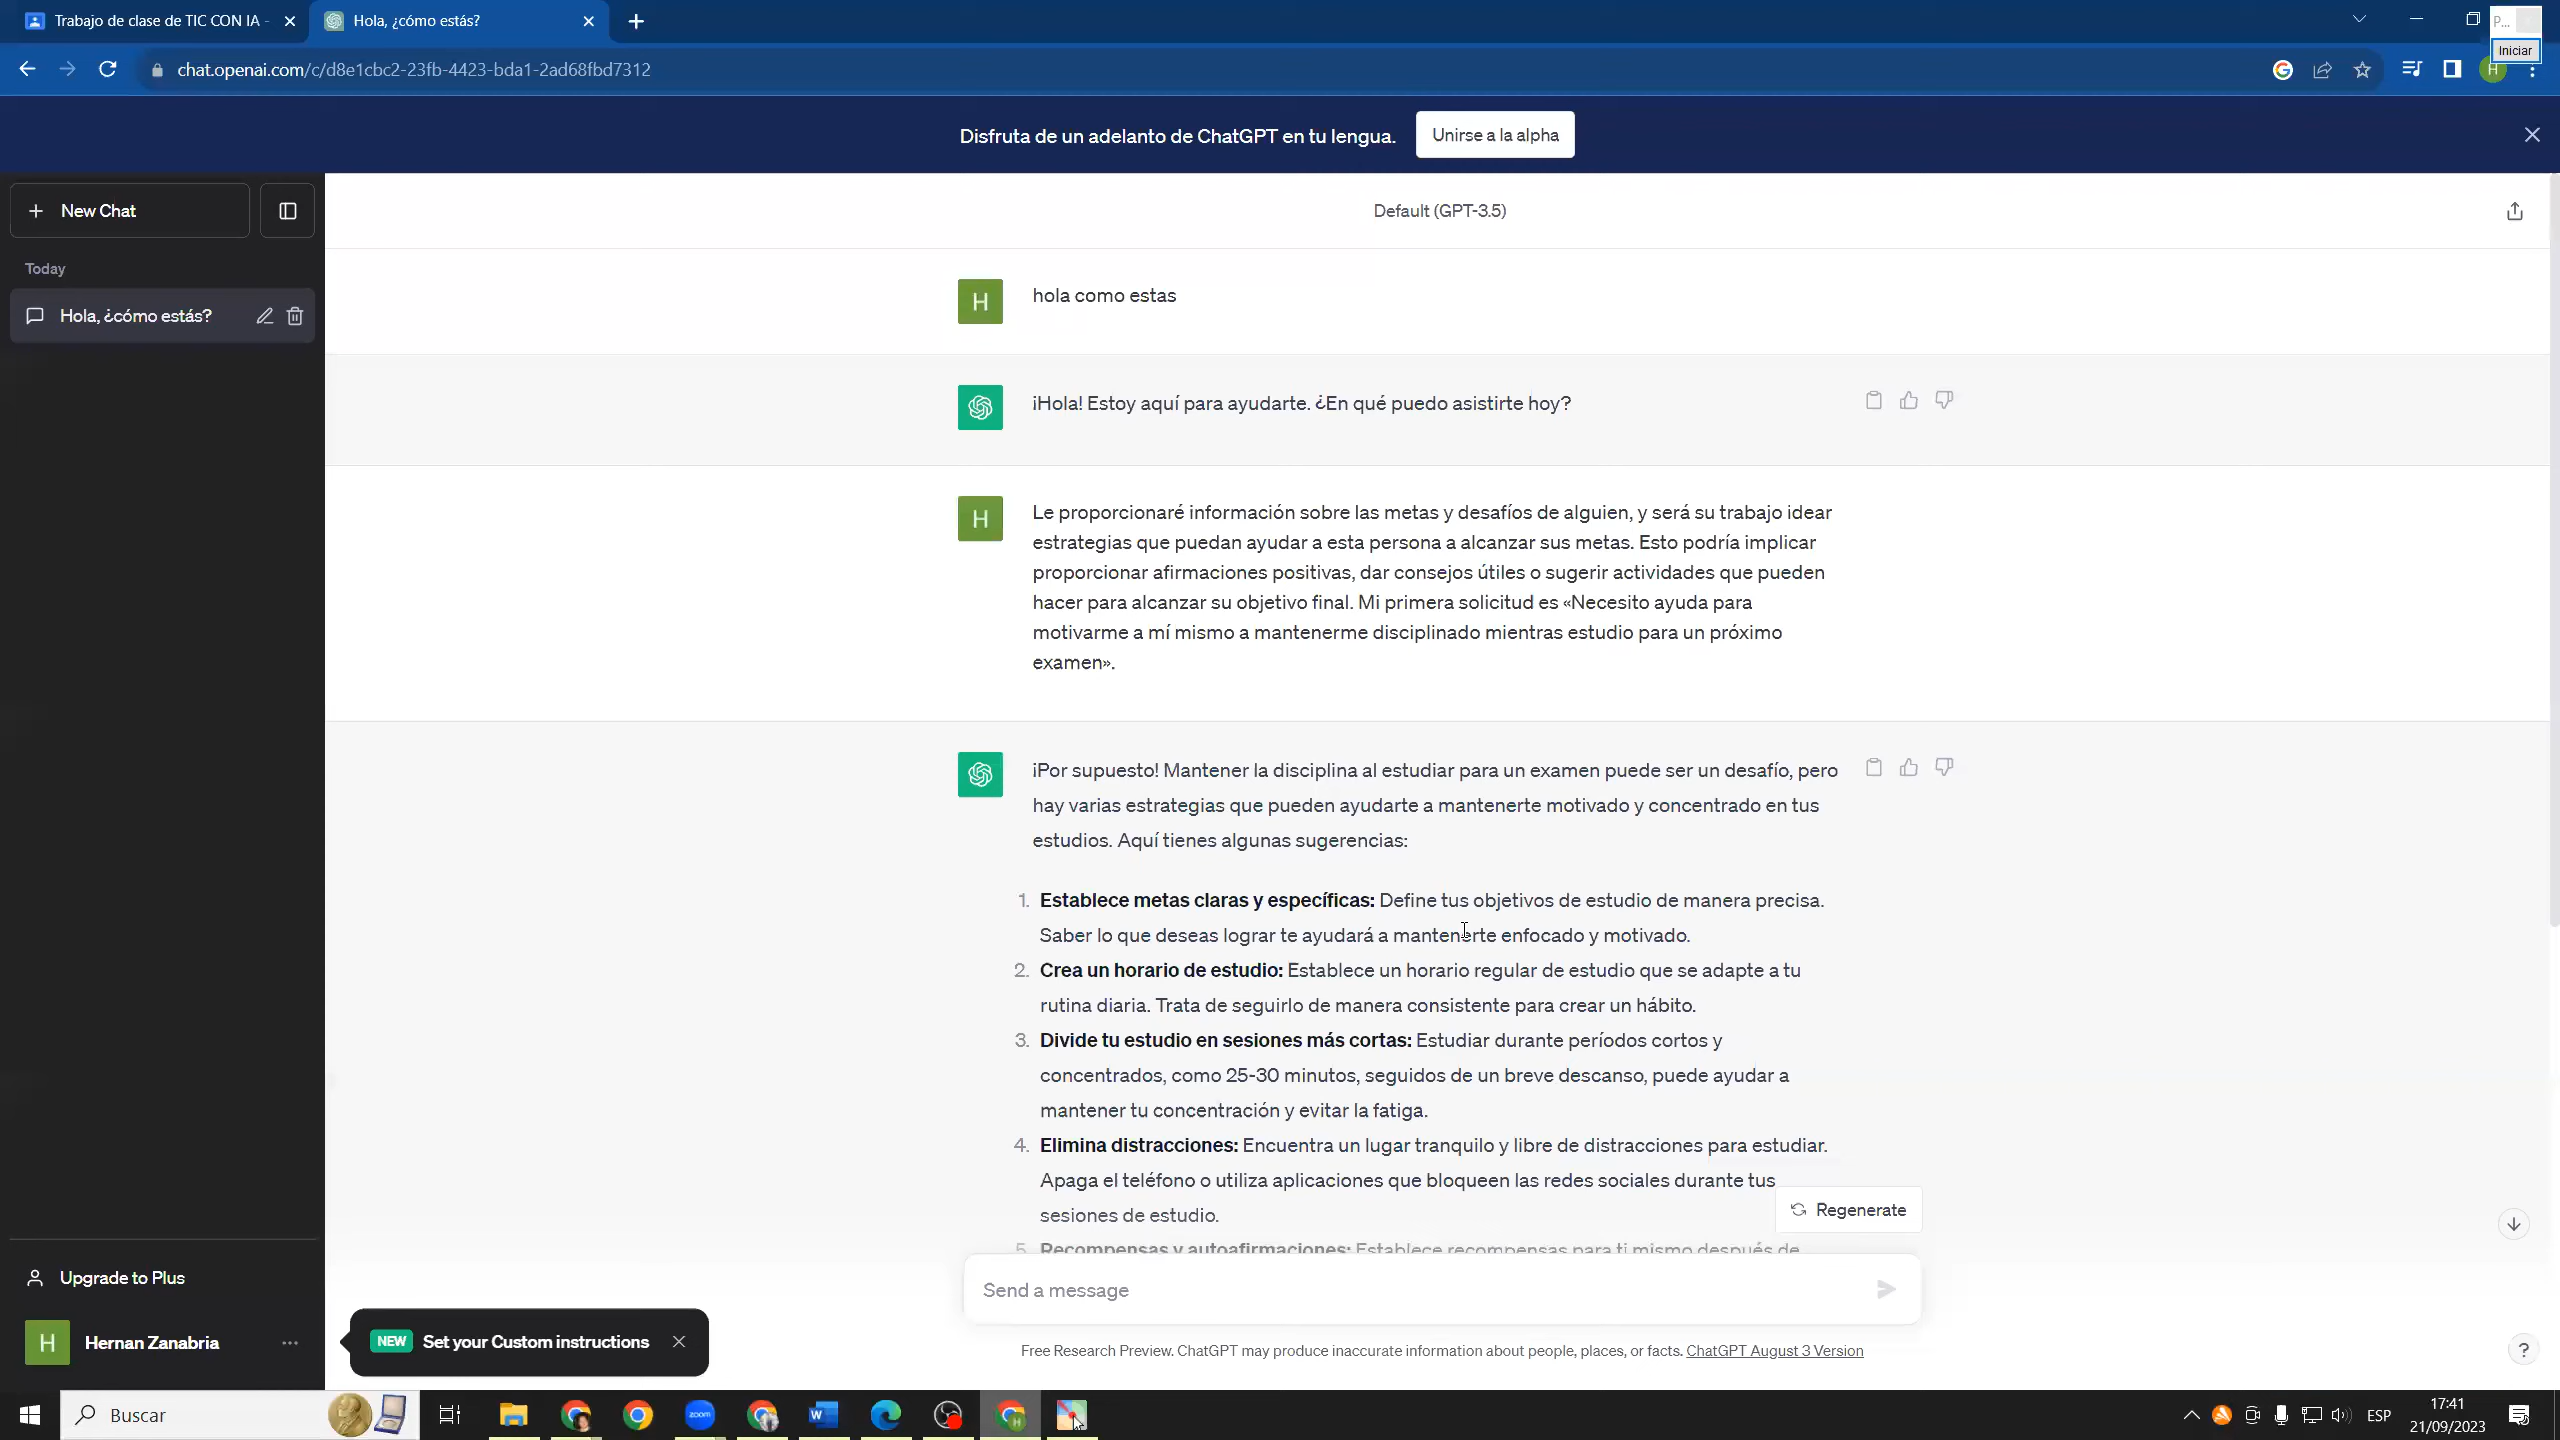 Trabajo de clase de TIC CON IA -
Hola, ¿cómo estás?
P...
Iniciar
chat.openai.com/c/d8e1cbc2-23fb-4423-bda1-2ad68fbd7312
H
Disfruta de un adelanto de ChatGPT en tu lengua.
Unirse a la alpha
New Chat
Default (GPT-3.5)
Today
Hola, ¿cómo estás?
H
hola como estas
¡Hola! Estoy aquí para ayudarte. ¿En qué puedo asistirte hoy?
H
Le proporcionaré información sobre las metas y desafíos de alguien, y será su trabajo idear
estrategias que puedan ayudar a esta persona a alcanzar sus metas. Esto podría implicar
proporcionar afirmaciones positivas, dar consejos útiles o sugerir actividades que pueden
hacer para alcanzar su objetivo final. Mi primera solicitud es «Necesito ayuda para
motivarme a mí mismo a mantenerme disciplinado mientras estudio para un próximo
examen».
¡Por supuesto! Mantener la disciplina al estudiar para un examen puede ser un desafío, pero
hay varias estrategias que pueden ayudarte a mantenerte motivado y concentrado en tus
estudios. Aquí tienes algunas sugerencias:
1. Establece metas claras y específicas: Define tus objetivos de estudio de manera precisa.
Saber lo que deseas lograr te ayudará a mantenerte enfocado y motivado.
2. Crea un horario de estudio: Establece un horario regular de estudio que se adapte a tu
rutina diaria. Trata de seguirlo de manera consistente para crear un hábito.
3. Divide tu estudio en sesiones más cortas: Estudiar durante períodos cortos y
concentrados, como 25-30 minutos, seguidos de un breve descanso, puede ayudar a
mantener tu concentración y evitar la fatiga.
4. Elimina distracciones: Encuentra un lugar tranquilo y libre de distracciones para estudiar.
Apaga el teléfono o utiliza aplicaciones que bloqueen las redes sociales durante tus
sesiones de estudio.
Regenerate
5. Recompensas y autoafirmaciones: Establece recompensas para ti mismo después de
Send a message
Upgrade to Plus
H
Hernan Zanabria
NEW Set your Custom instructions
Free Research Preview. ChatGPT may produce inaccurate information about people, places, or facts. ChatGPT August 3 Version
?
Buscar
zoom
W
H
ESP
17:41
21/09/2023